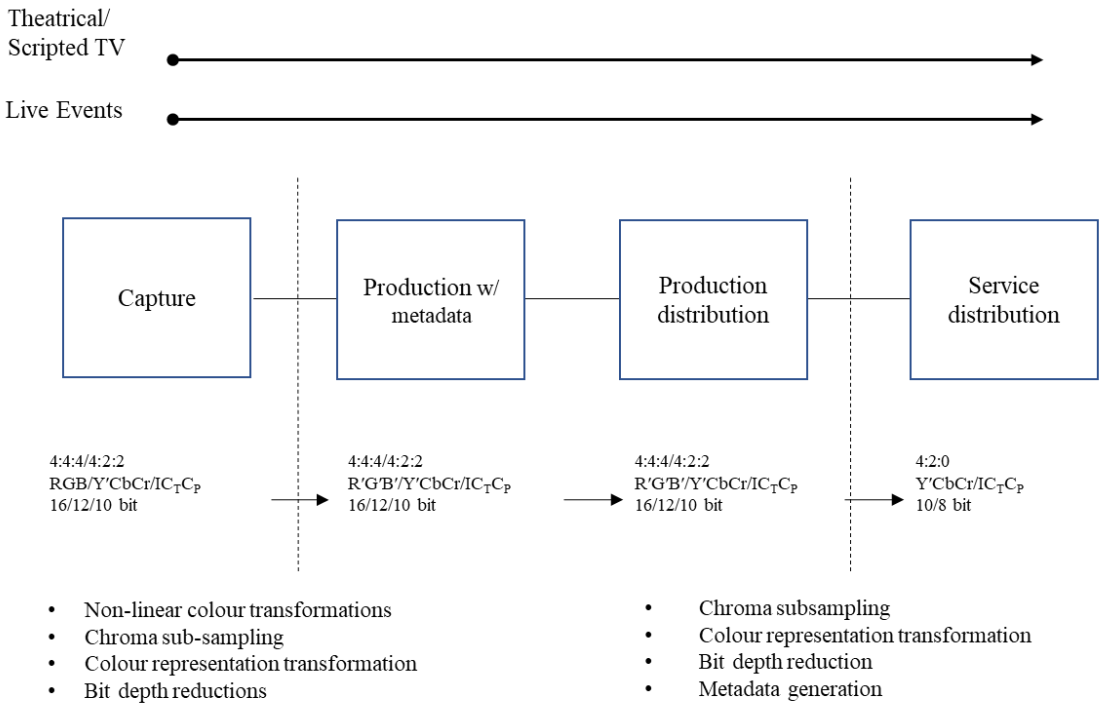 Theatrical/
Scripted TV
Live Events
Capture
Production w/
metadata
Production
distribution
Service
distribution
4:4:4/4:2:2
RGB/Y′CbCr/ICTCP
16/12/10 bit
4:4:4/4:2:2
R′G′B′/Y′CbCr/ICTCP
16/12/10 bit
4:4:4/4:2:2
R′G′B′/Y′CbCr/ICTCP
16/12/10 bit
4:2:0
Y′CbCr/ICTCP
10/8 bit
• Non-linear colour transformations
• Chroma sub-sampling
• Colour representation transformation
• Bit depth reductions
• Chroma subsampling
• Colour representation transformation
• Bit depth reduction
• Metadata generation